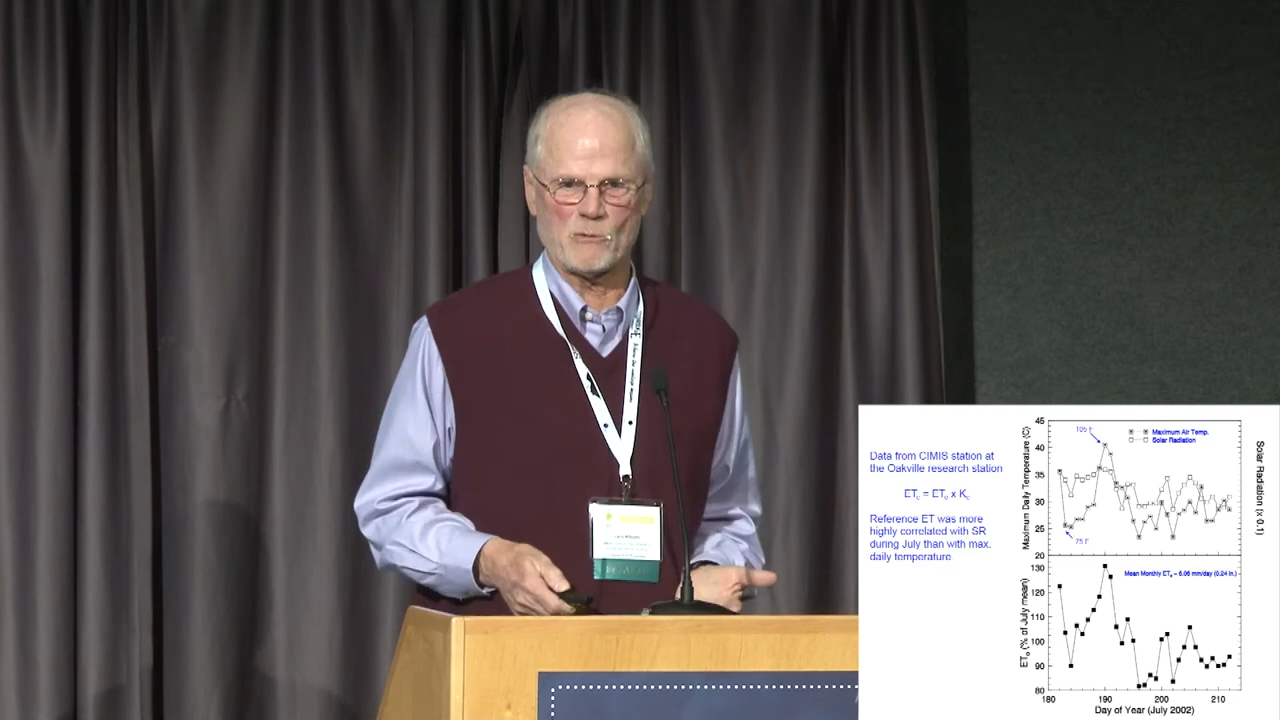 Data from CIMIS station at
the Oakville research station
ETc = ETo x Kc
Reference ET was more
highly correlated with SR
during July than with max.
daily temperature
45
40
35
30
25
20
Maximum Daily Temperature (C)
105 F
75 F
Maximum Air Temp.
Solar Radiation
Solar Radiation (x 0.1)
130
120
110
100
90
80
ETo (% of July mean)
Mean Monthly ETo = 6.06 mm/day (0.24 in.)
180
190
200
210
Day of Year (July 2002)